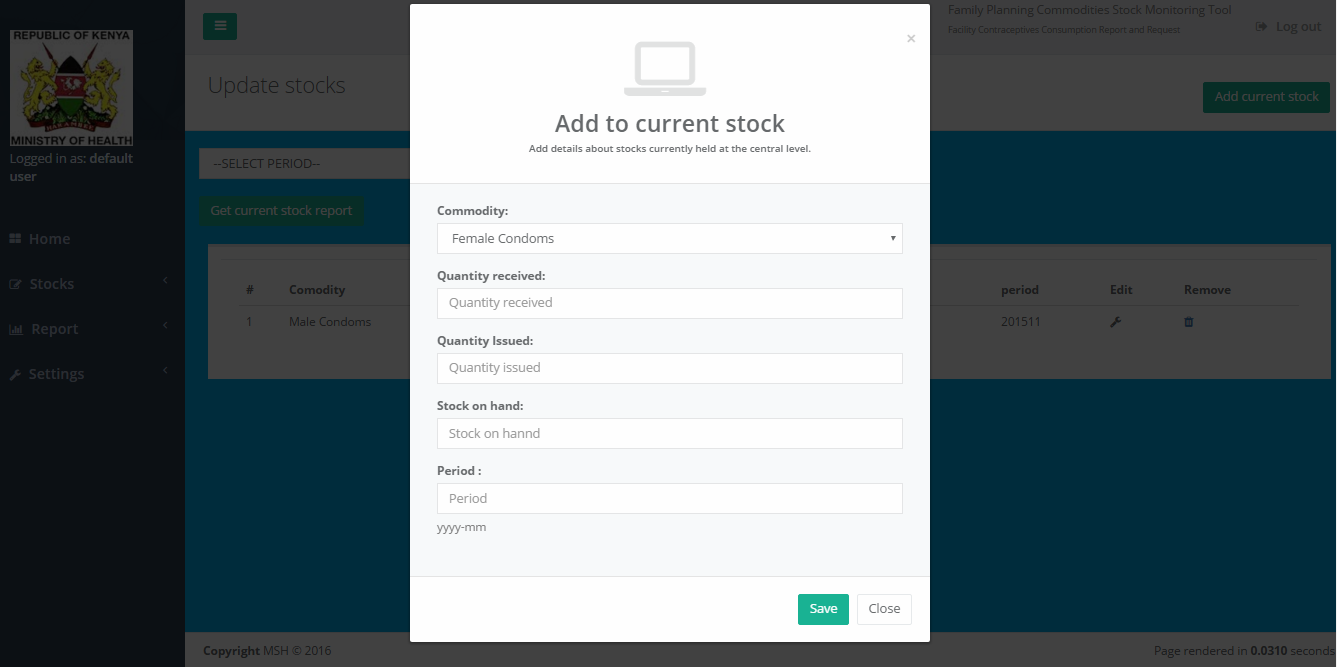 REPUBLIC OF KENYA
MINISTRY OF HEALTH
Logged in as: default
user
Home
Stocks
Report
Settings
Family Planning Commodities Stock Monitoring Tool
Facility Contraceptives Consumption Report and Request
Log out
Update stocks
Add current stock
--SELECT PERIOD--
Get current stock report
# Comodity period Edit Remove
1 Male Condoms 201511
×
Add to current stock
Add details about stocks currently held at the central level.
Commodity:
Female Condoms
Quantity received:
Quantity received
Quantity Issued:
Quantity issued
Stock on hand:
Stock on hannd
Period :
Period
yyyy-mm
Save Close
Copyright MSH © 2016
Page rendered in 0.0310 seconds